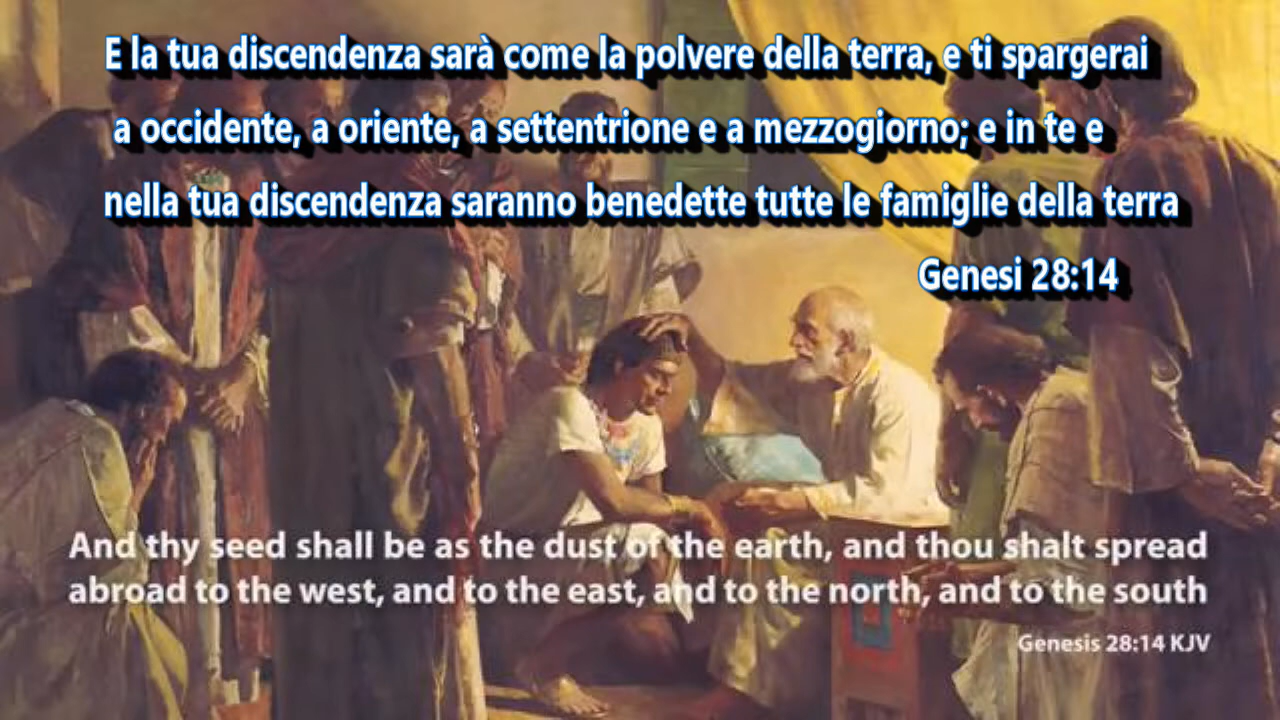 E la tua discendenza sarà come la polvere della terra, e ti spargerai
a occidente, a oriente, a settentrione e a mezzogiorno; e in te e
nella tua discendenza saranno benedette tutte le famiglie della terra
Genesi 28:14
And thy seed shall be as the dust of the earth, and thou shalt spread
abroad to the west, and to the east, and to the north, and to the south
Genesis 28:14 KJV